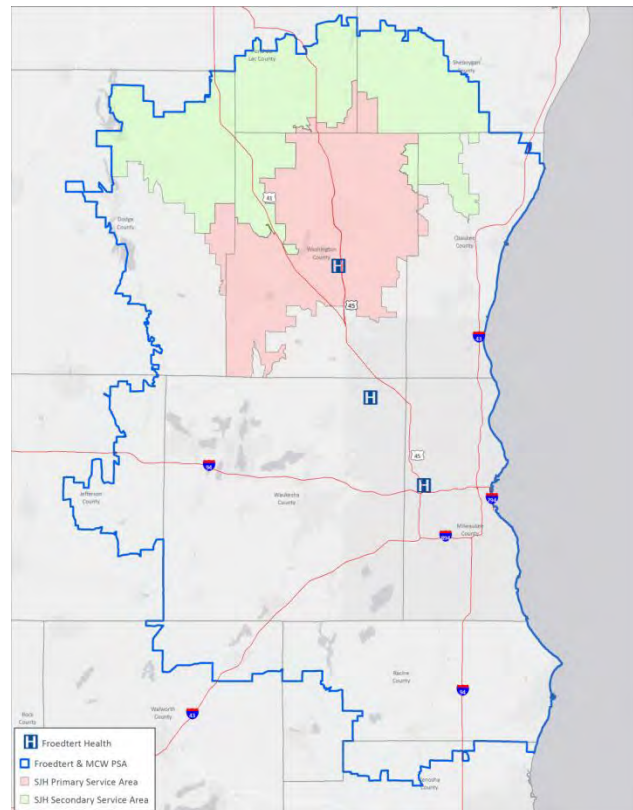 Lac County
Sheboygan
County
41
Dodge
County
Washington
County
Ozaukee
County
H
45
43
H
45
94
H
Jefferson
County
Waukesha
County
794
Milwaukee
County
894
Racine
County
Rock
County
Walworth
County
43
94
Kenosha
County
H Froedtert Health
Froedtert & MCW PSA
SJH Primary Service Area
SJH Secondary Service Area